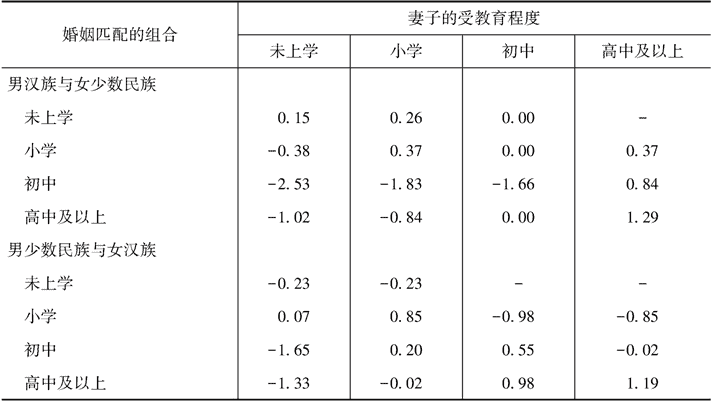 婚姻匹配的组合 妻子的受教育程度
未上学 小学 初中 高中及以上
男汉族与女少数民族
未上学 0.15 0.26 0.00 -
小学 -0.38 0.37 0.00 0.37
初中 -2.53 -1.83 -1.66 0.84
高中及以上 -1.02 -0.84 0.00 1.29
男少数民族与女汉族
未上学 -0.23 -0.23 - -
小学 0.07 0.85 -0.98 -0.85
初中 -1.65 0.20 0.55 -0.02
高中及以上 -1.33 -0.02 0.98 1.19